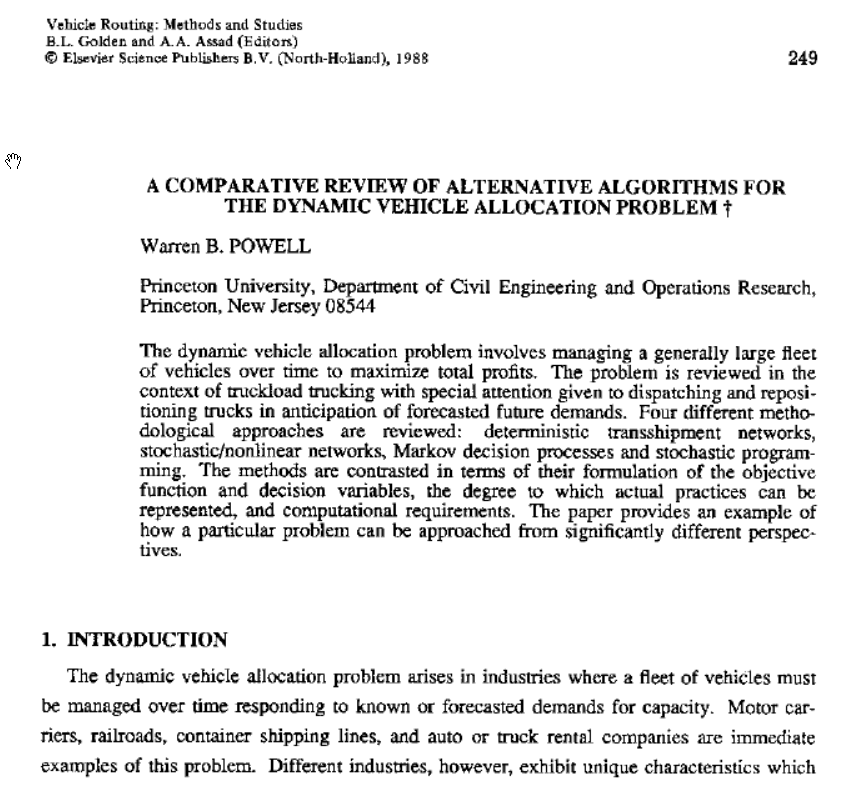 Vehicle Routing: Methods and Studies
B.L. Golden and A.A. Assad (Editors)
© Elsevier Science Publishers B.V. (North-Holland), 1988
249
A COMPARATIVE REVIEW OF ALTERNATIVE ALGORITHMS FOR
THE DYNAMIC VEHICLE ALLOCATION PROBLEM †
Warren B. POWELL
Princeton University, Department of Civil Engineering and Operations Research,
Princeton, New Jersey 08544
The dynamic vehicle allocation problem involves managing a generally large fleet
of vehicles over time to maximize total profits. The problem is reviewed in the
context of truckload trucking with special attention given to dispatching and reposi-
tioning trucks in anticipation of forecasted future demands. Four different metho-
dological approaches are reviewed: deterministic transshipment networks,
stochastic/nonlinear networks, Markov decision processes and stochastic program-
ming. The methods are contrasted in terms of their formulation of the objective
function and decision variables, the degree to which actual practices can be
represented, and computational requirements. The paper provides an example of
how a particular problem can be approached from significantly different perspec-
tives.
1. INTRODUCTION
The dynamic vehicle allocation problem arises in industries where a fleet of vehicles must
be managed over time responding to known or forecasted demands for capacity. Motor car-
riers, railroads, container shipping lines, and auto or truck rental companies are immediate
examples of this problem. Different industries, however, exhibit unique characteristics which